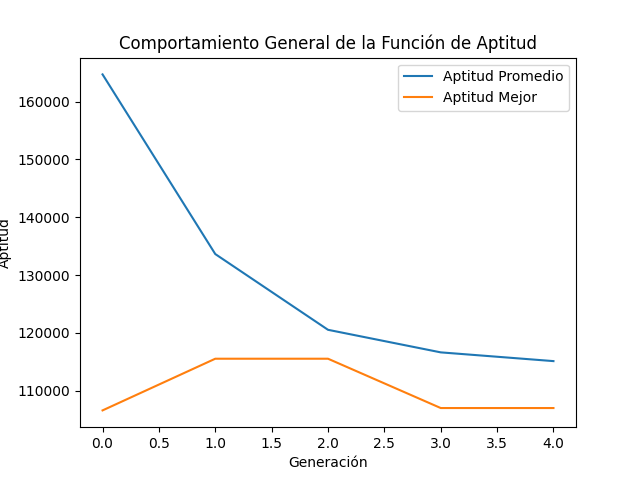 Comportamiento General de la Función de Aptitud
Aptitud Promedio
Aptitud Mejor
160000
150000
140000
130000
120000
110000
Aptitud
0.0 0.5 1.0 1.5 2.0 2.5 3.0 3.5 4.0
Generación